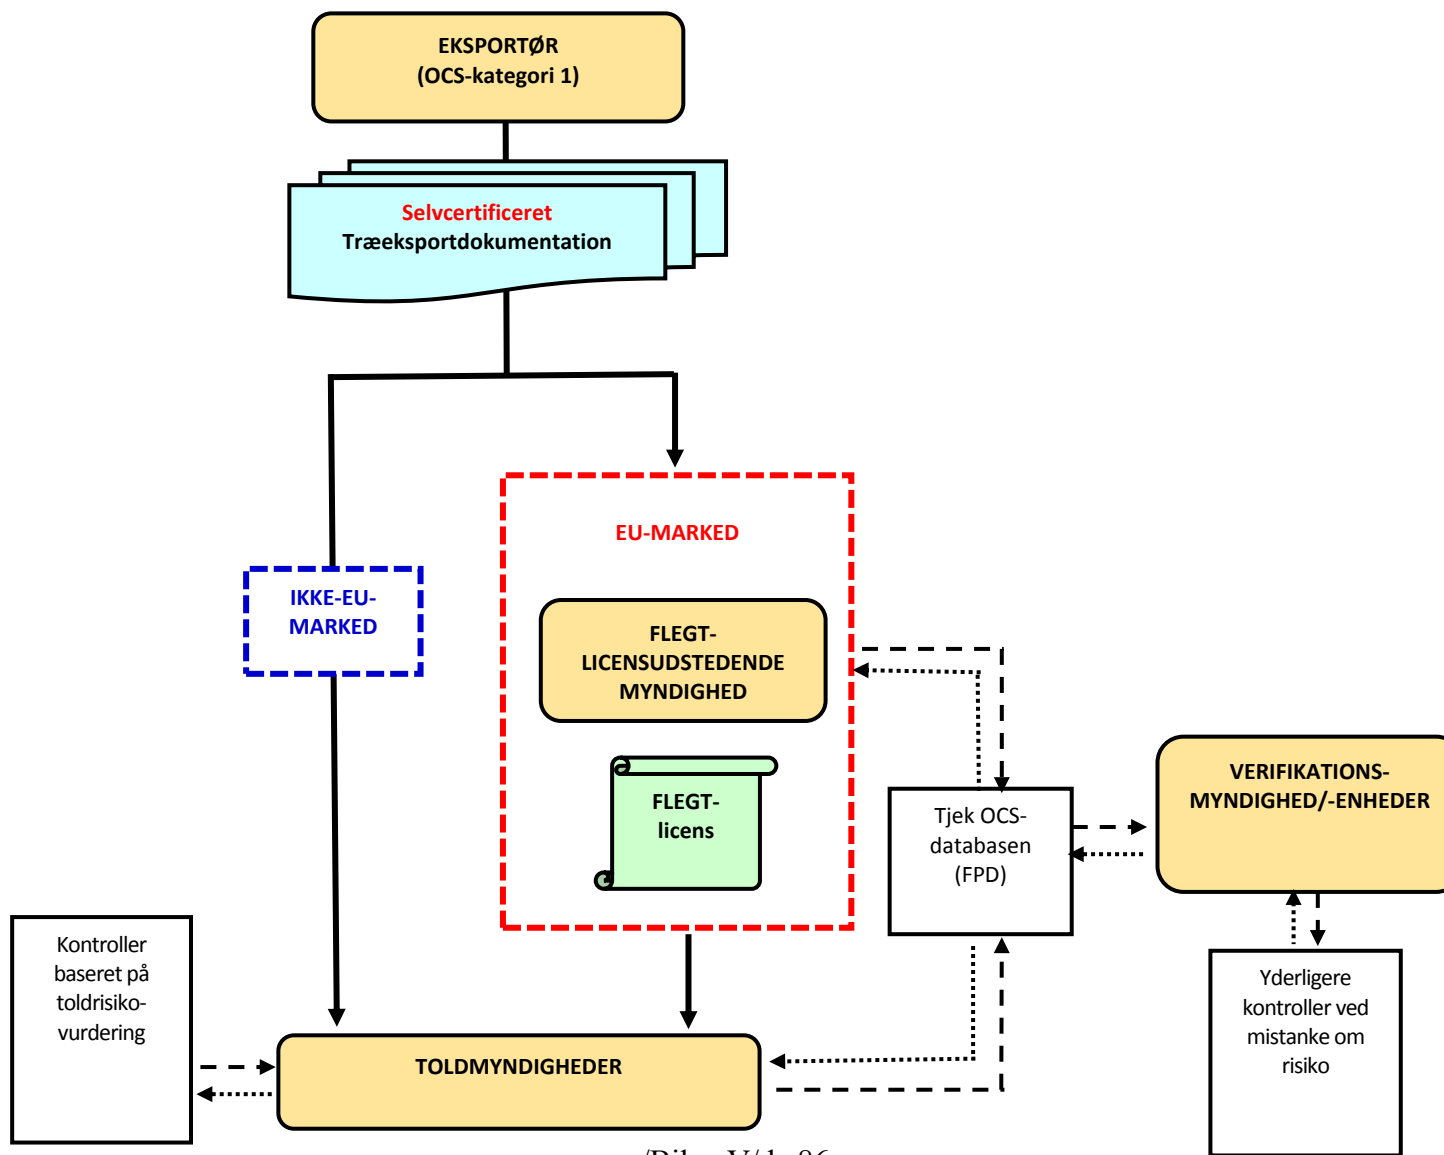 EKSPORTØR
(OCS-kategori 1)
Selvcertificeret
Træeksportdokumentation
EU-MARKED
IKKE-EU-
MARKED
FLEGT-
LICENSUDSTEDENDE
MYNDIGHED
FLEGT-
licens
Tjek OCS-
databasen
(FPD)
VERIFIKATIONS-
MYNDIGHED/-ENHEDER
Kontroller
baseret på
toldrisiko-
vurdering
TOLDMYNDIGHEDER
Yderligere
kontroller ved
mistanke om
risiko